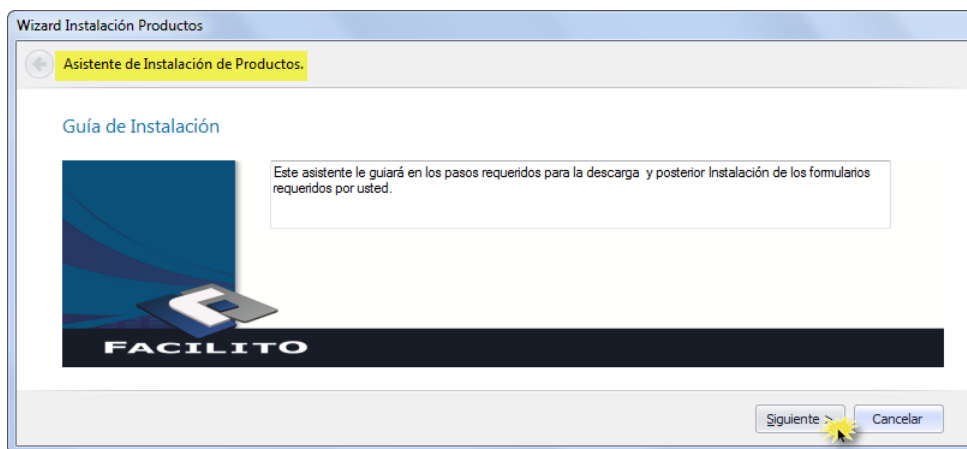 Wizard Instalación Productos
Asistente de Instalación de Productos.
Guía de Instalación
Este asistente le guiará en los pasos requeridos para la descarga y posterior Instalación de los formularios
requeridos por usted.
FACILITO
Siguiente > Cancelar